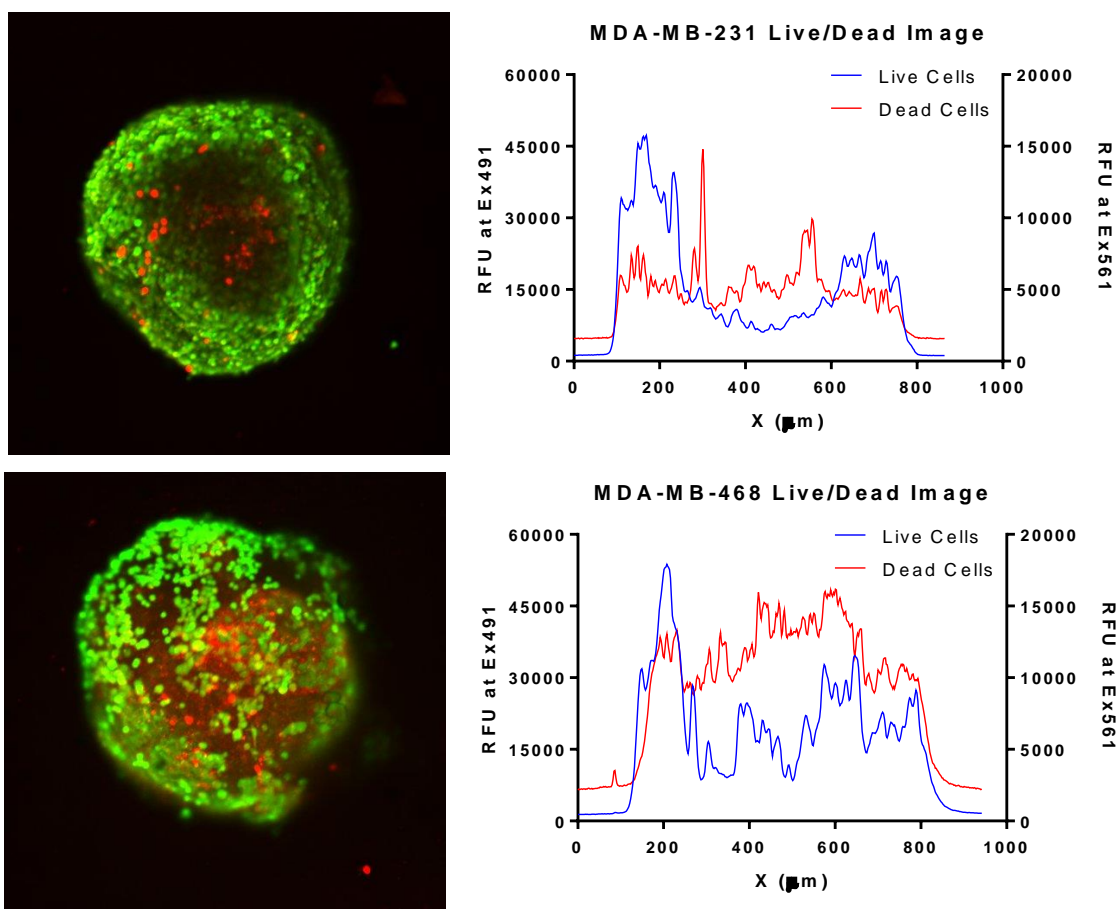 MDA-MB-231 Live/Dead Image
60000
45000
30000
15000
0
20000
15000
10000
5000
0
Live Cells
Dead Cells
RFU at Ex491
RFU at Ex561
0 200 400 600 800 1000
X (μm)
MDA-MB-468 Live/Dead Image
60000
45000
30000
15000
0
20000
15000
10000
5000
0
Live Cells
Dead Cells
RFU at Ex491
RFU at Ex561
0 200 400 600 800 1000
X (μm)